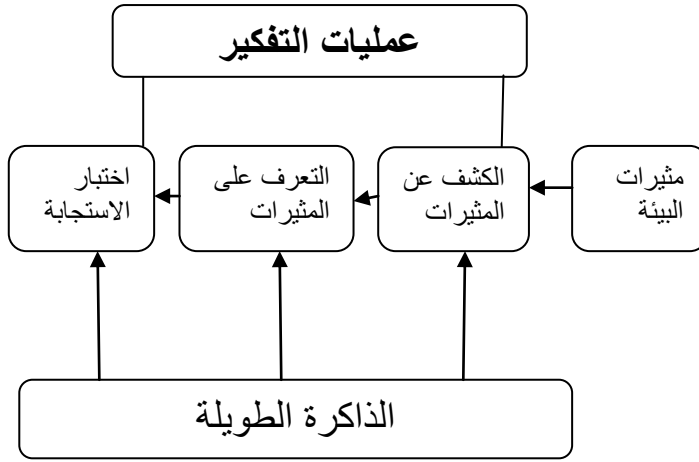 عمليات التفكير
مثيرات
البيئة
الكشف عن
المثيرات
التعرف على
المثيرات
اختبار
الاستجابة
الذاكرة الطويلة